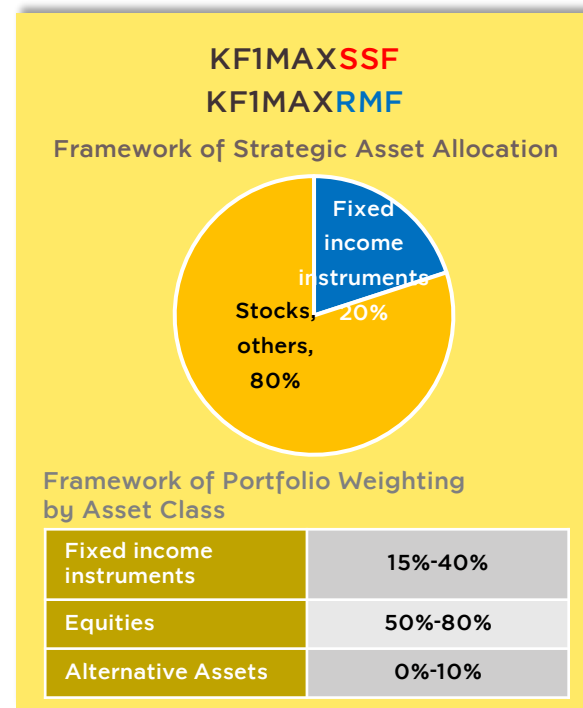 KF1MAXSSF
KF1MAXRMF
Framework of Strategic Asset Allocation
Fixed
income
instruments
20%
Stocks,
others,
80%
Framework of Portfolio Weighting
by Asset Class
Fixed income
instruments
15%-40%
Equities
50%-80%
Alternative Assets
0%-10%